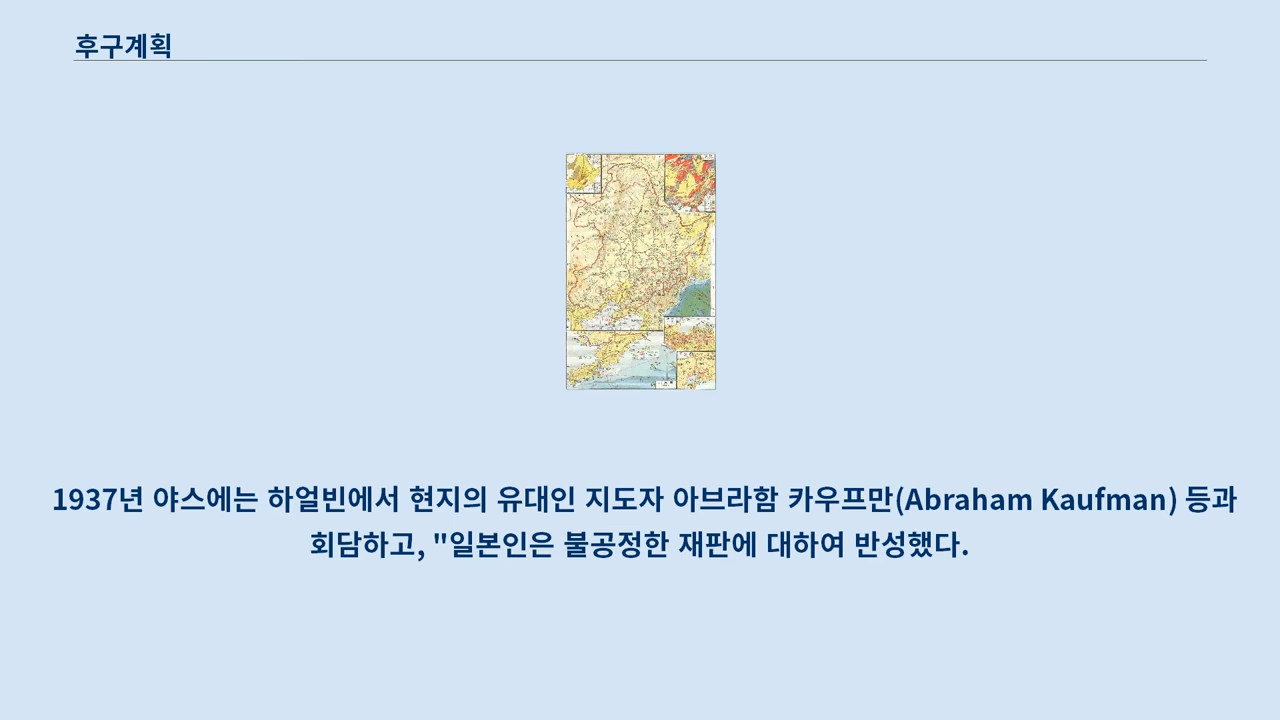 후구계획
1937년 야스에는 하얼빈에서 현지의 유대인 지도자 아브라함 카우프만(Abraham Kaufman) 등과
회담하고, "일본인은 불공정한 재판에 대하여 반성했다.